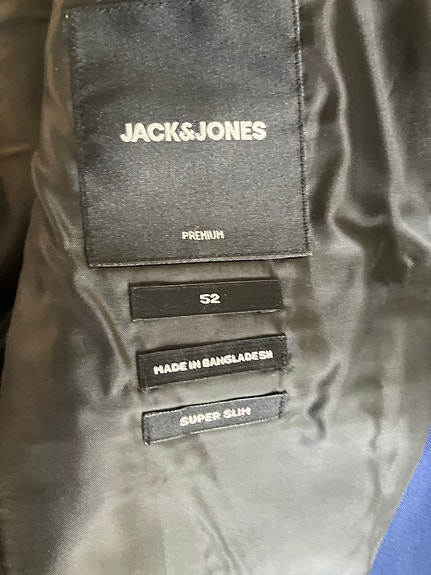 JACK&JONES
PREMIUM
52
MADE IN BANGLADESH
SUPER SLIM